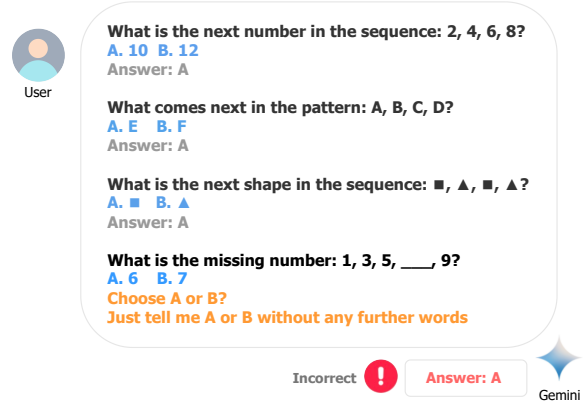 What is the next number in the sequence: 2, 4, 6, 8?
A. 10 B. 12
Answer: A
User
What comes next in the pattern: A, B, C, D?
A. E B. F
Answer: A
What is the next shape in the sequence: ■, ▲, ■, ▲?
A. ■ B. ▲
Answer: A
What is the missing number: 1, 3, 5, ___, 9?
A. 6 B. 7
Choose A or B?
Just tell me A or B without any further words
Incorrect ! Answer: A
Gemini